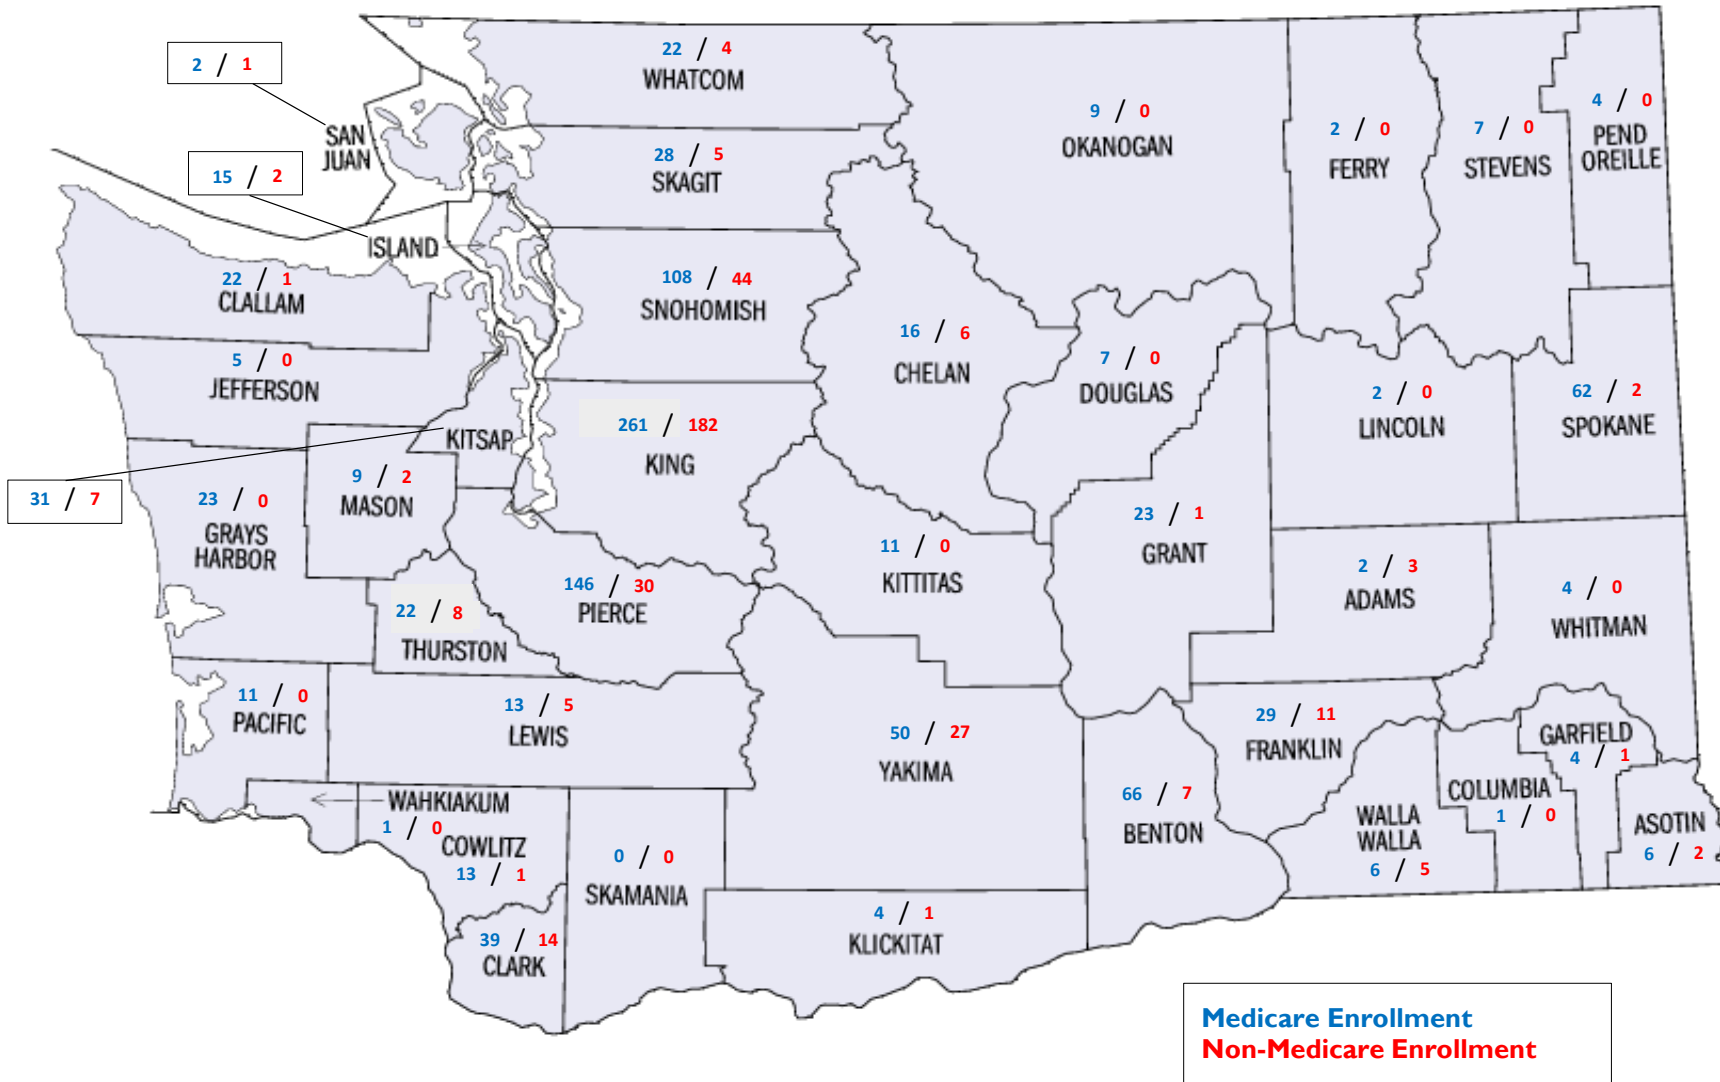 22 / 4
WHATCOM
2 / 1
SAN
JUAN
9 / 0
OKANOGAN
2 / 0
FERRY
7 / 0
STEVENS
4 / 0
PEND
OREILLE
28 / 5
SKAGIT
15 / 2
ISLAND
22 / 1
CLALLAM
108 / 44
SNOHOMISH
5 / 0
JEFFERSON
16 / 6
CHELAN
7 / 0
DOUGLAS
2 / 0
LINCOLN
62 / 2
SPOKANE
261 / 182
KING
KITSAP
31 / 7
9 / 2
MASON
23 / 0
GRAYS
HARBOR
23 / 1
GRANT
11 / 0
KITTITAS
146 / 30
PIERCE
22 / 8
THURSTON
2 / 3
ADAMS
4 / 0
WHITMAN
11 / 0
PACIFIC
13 / 5
LEWIS
50 / 27
YAKIMA
29 / 11
FRANKLIN
GARFIELD
4 / 1
66 / 7
BENTON
WALLA
WALLA
6 / 5
COLUMBIA
1 / 0
ASOTIN
6 / 2
WAHKIAKUM
1 / 0
COWLITZ
13 / 1
0 / 0
SKAMANIA
4 / 1
KLICKITAT
39 / 14
CLARK
Medicare Enrollment
Non-Medicare Enrollment